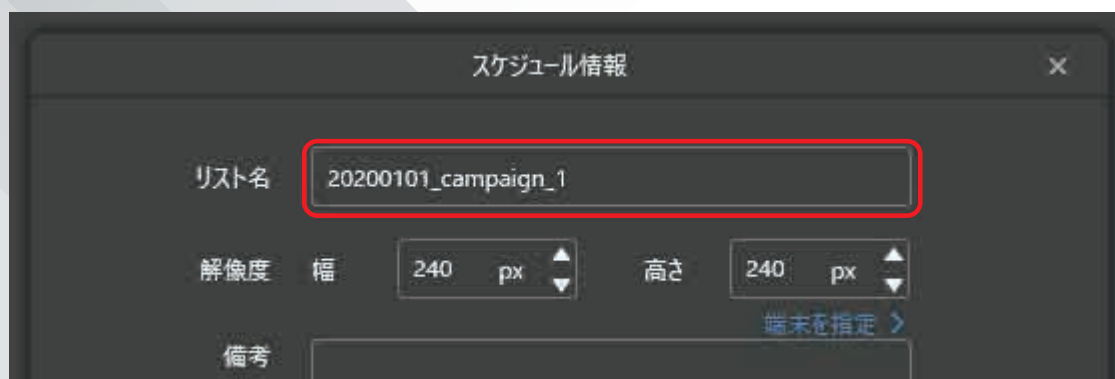 スケジュール情報 ×
リスト名 20200101_campaign_1
解像度 幅 240 px 高さ 240 px
端末を指定 >
備考